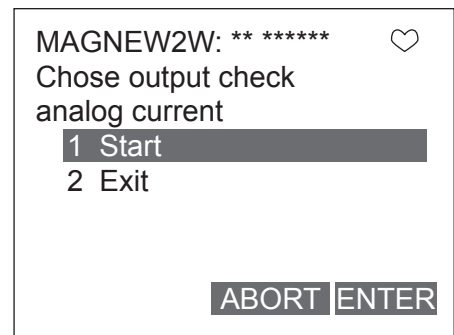 MAGNEW2W: ** ******
Chose output check
analog current
1 Start
2 Exit
ABORT ENTER